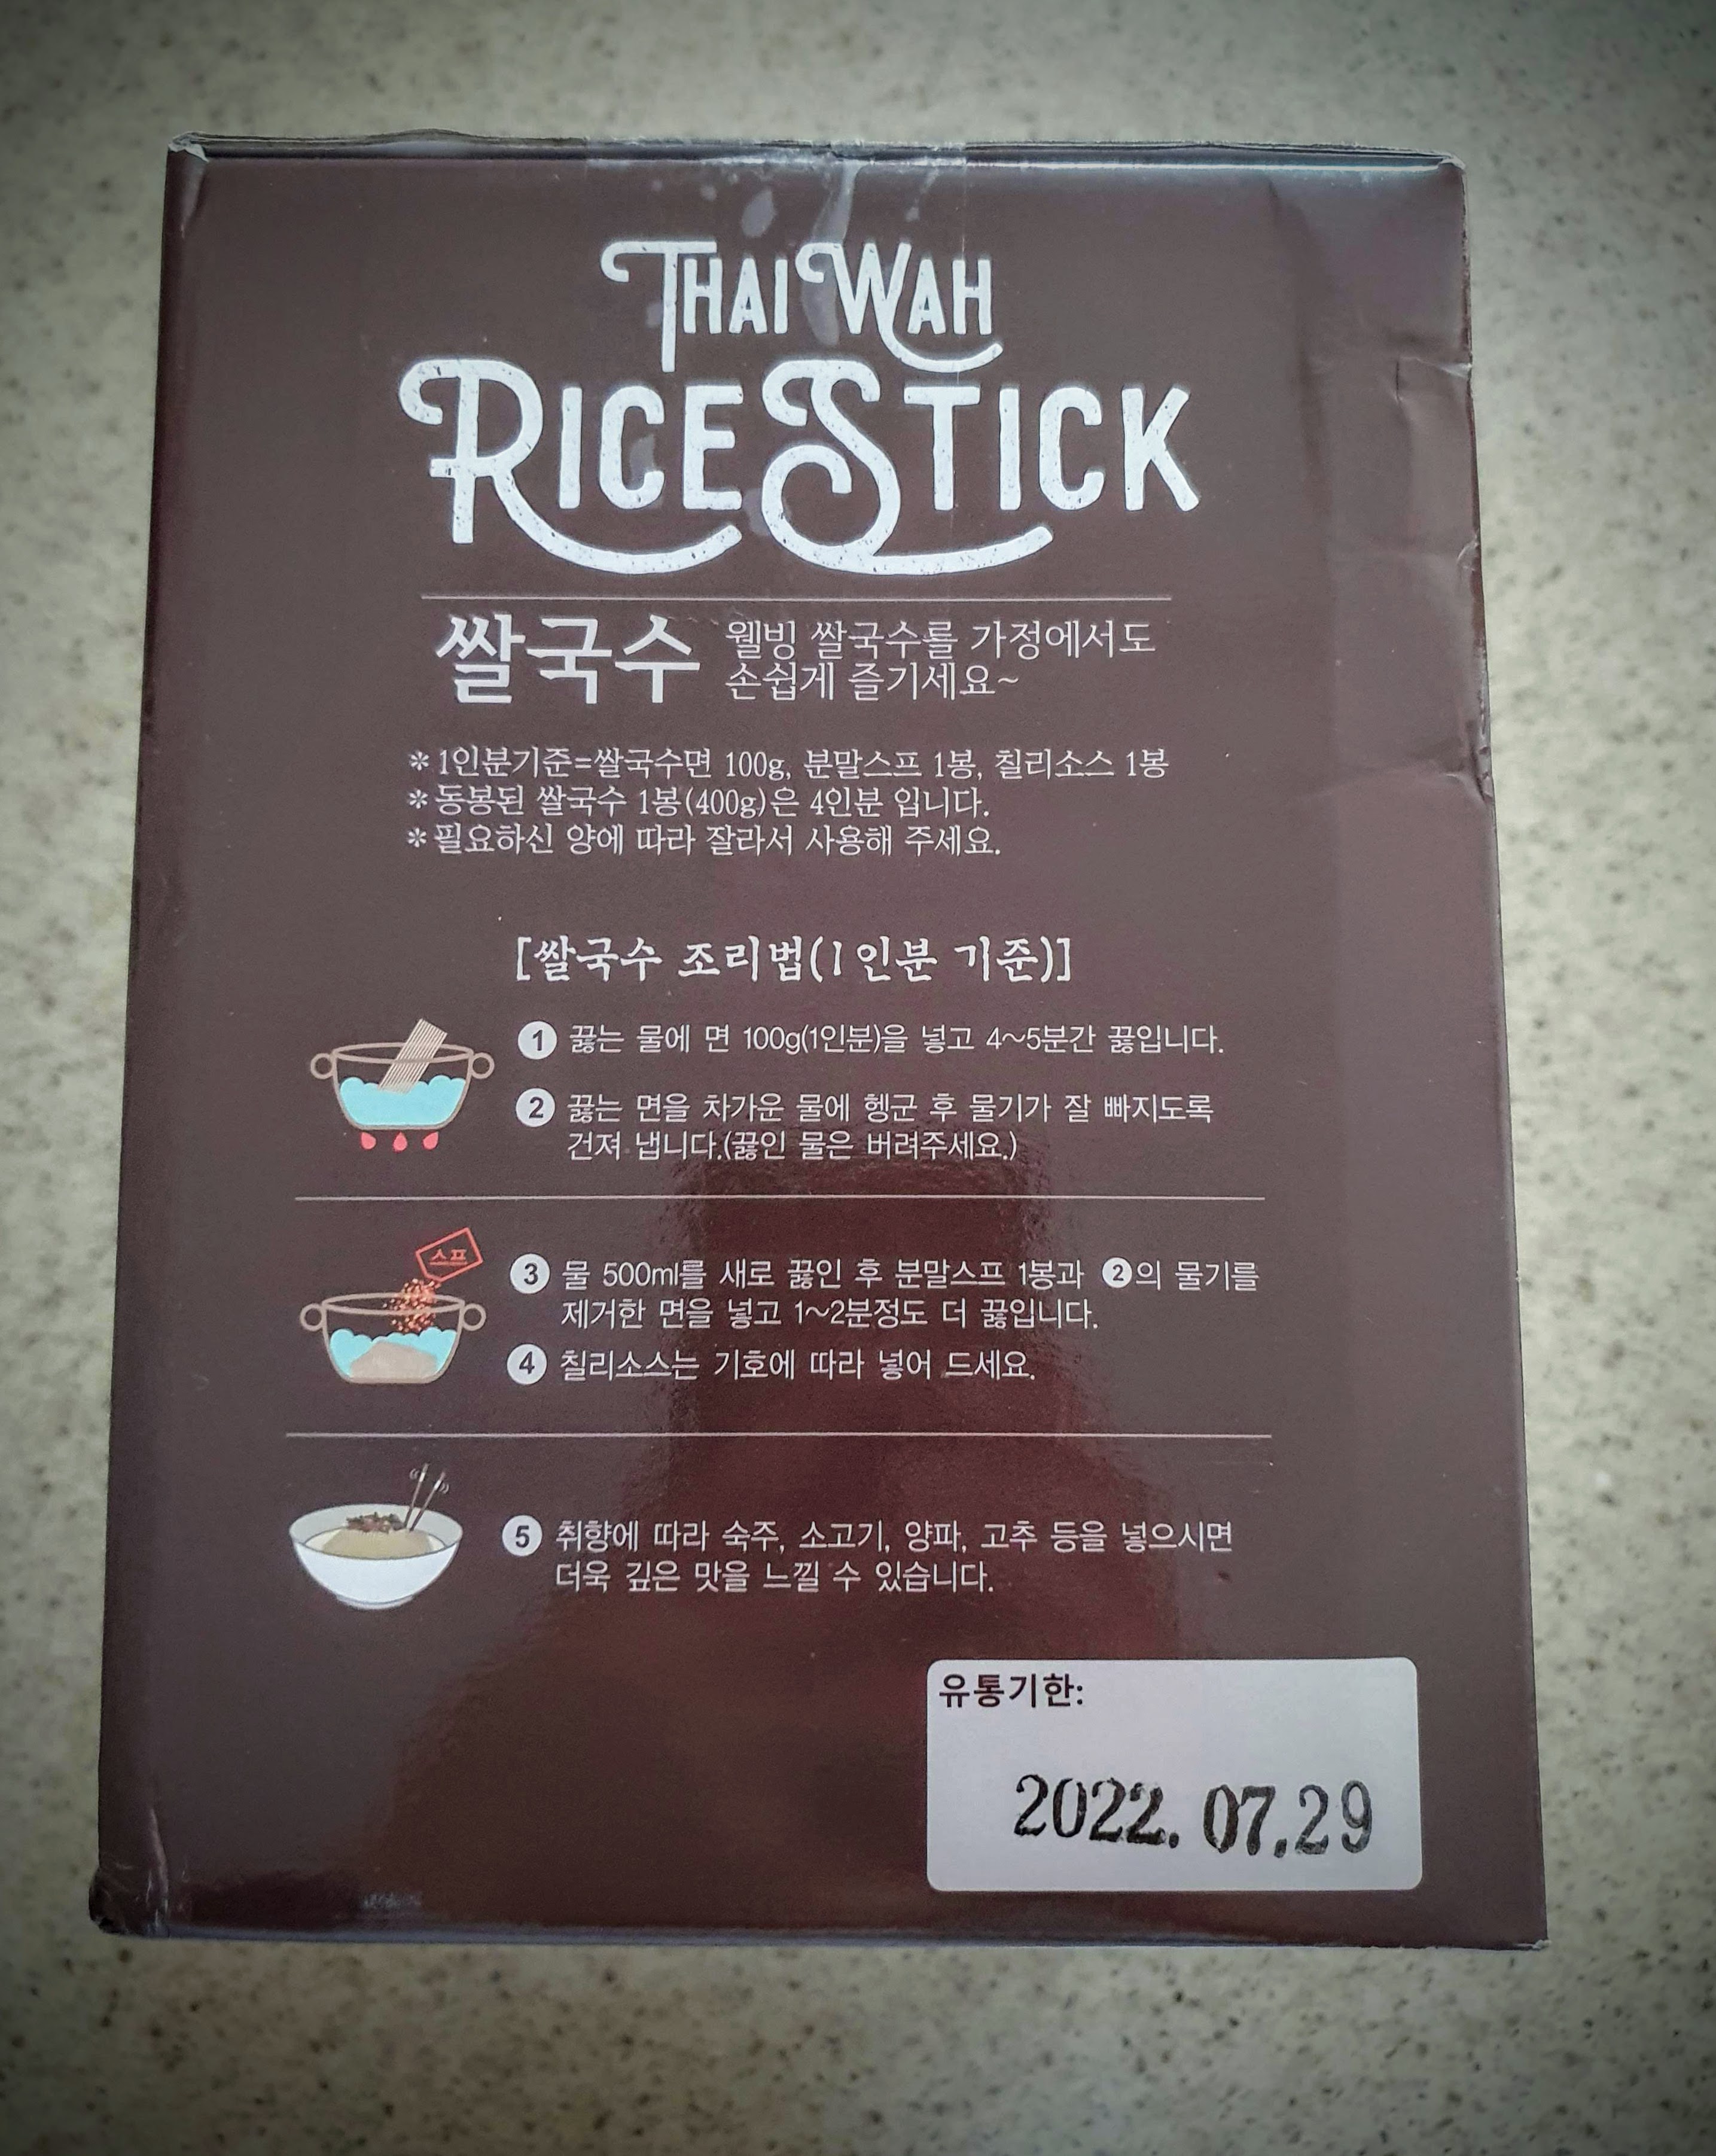 THAI WAH
RICE STICK
쌀국수 웰빙 쌀국수를 가정에서도
손쉽게 즐기세요~
* 1인분기준=쌀국수면 100g, 분말스프 1봉, 칠리소스 1봉
* 동봉된 쌀국수 1봉(400g)은 4인분 입니다.
* 필요하신 양에 따라 잘라서 사용해 주세요.
[쌀국수 조리법(1인분 기준)]
1 끓는 물에 면 100g(1인분)을 넣고 4~5분간 끓입니다.
2 끓는 면을 차가운 물에 헹군 후 물기가 잘 빠지도록
건져 냅니다.(끓인 물은 버려주세요.)
스프
3 물 500ml를 새로 끓인 후 분말스프 1봉과 2의 물기를
제거한 면을 넣고 1~2분정도 더 끓입니다.
4 칠리소스는 기호에 따라 넣어 드세요.
5 취향에 따라 숙주, 소고기, 양파, 고추 등을 넣으시면
더욱 깊은 맛을 느낄 수 있습니다.
유통기한:
2022. 07.29